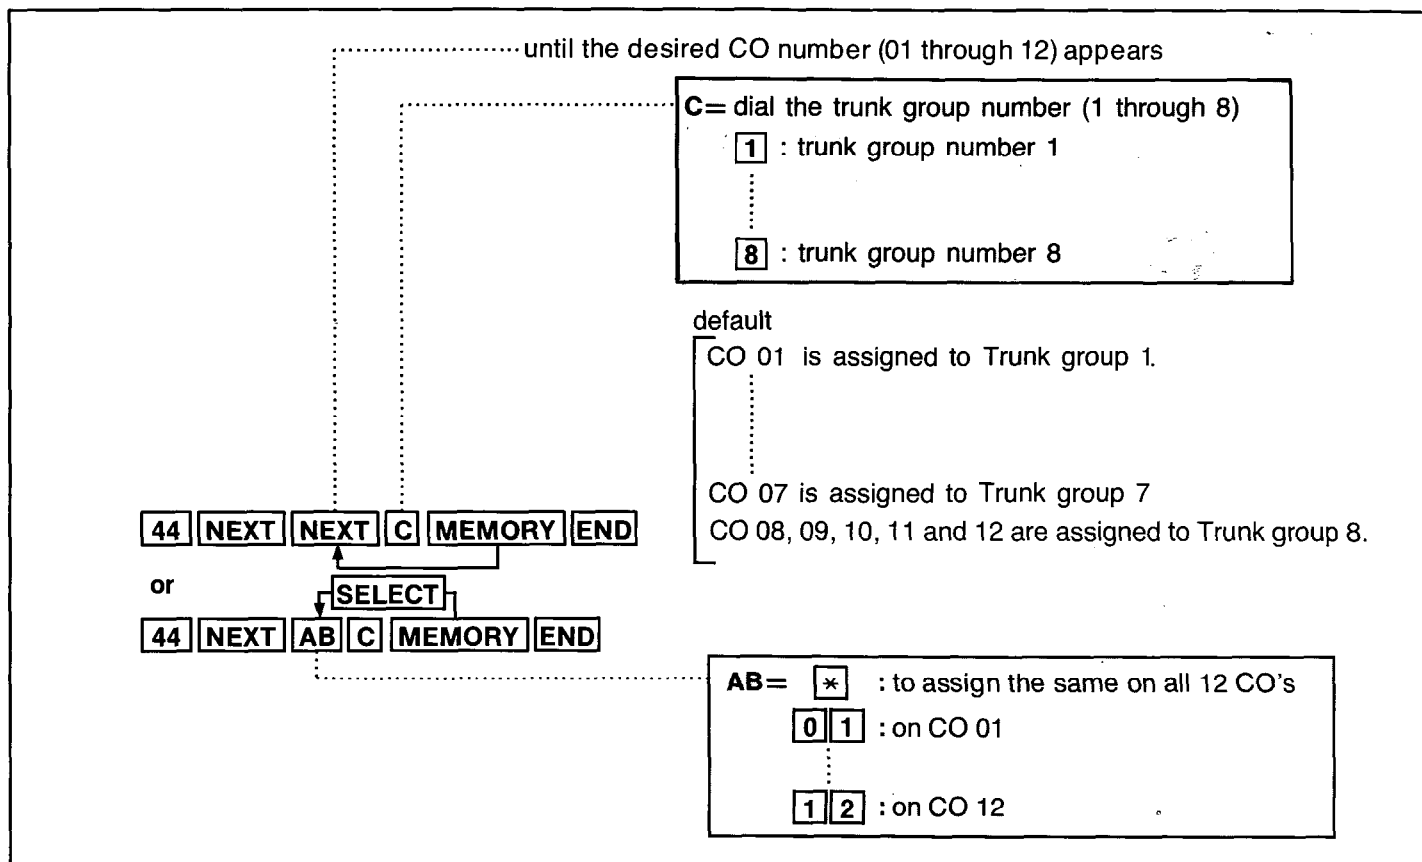 until the desired CO number (01 through 12) appears
C= dial the trunk group number (1 through 8)
1 : trunk group number 1
8 : trunk group number 8
default
CO 01 is assigned to Trunk group 1.
CO 07 is assigned to Trunk group 7
CO 08, 09, 10, 11 and 12 are assigned to Trunk group 8.
44 NEXT NEXT C MEMORY END
or
SELECT
44 NEXT AB C MEMORY END
AB= * : to assign the same on all 12 CO's
0 1 : on CO 01
1 2 : on CO 12